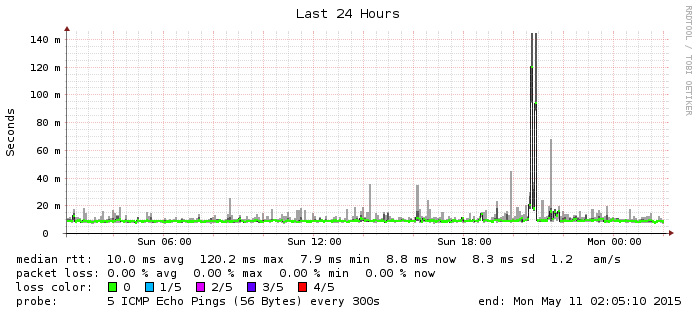 Last 24 Hours
RRDTOOL / TOBI OETIKER
Seconds
140 m
120 m
100 m
80 m
60 m
40 m
20 m
0
Sun 06:00 Sun 12:00 Sun 18:00 Mon 00:00
median rtt: 10.0 ms avg 120.2 ms max 7.9 ms min 8.8 ms now 8.3 ms sd 1.2 am/s
packet loss: 0.00 % avg 0.00 % max 0.00 % min 0.00 % now
loss color: 0 1/5 2/5 3/5 4/5
probe: 5 ICMP Echo Pings (56 Bytes) every 300s end: Mon May 11 02:05:10 2015